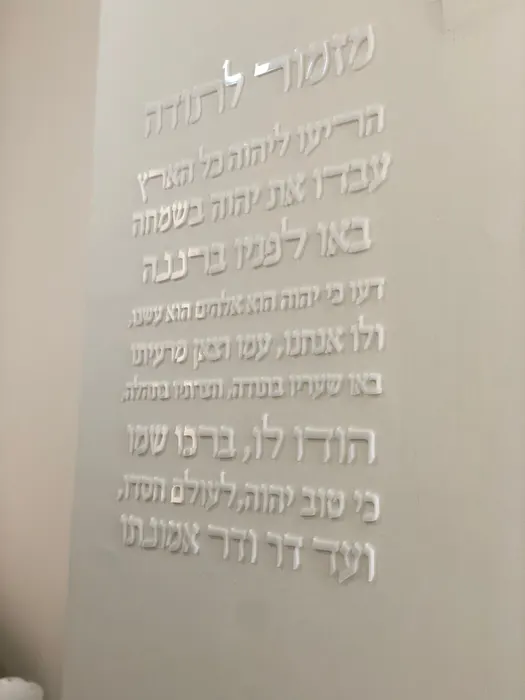 מזמור לתודה
הריעו ליהוה כל הארץ
עבדו את יהוה בשמחה
באו לפניו ברננה
דעו כי יהוה הוא אלהים הוא עשנו,
ולו אנחנו, עמו וצאן מרעיתו
באו שעריו בתודה, חצרתיו בתהלה,
הודו לו, ברכו שמו
כי טוב יהוה, לעולם חסדו,
ועד דר ודר אמונתו